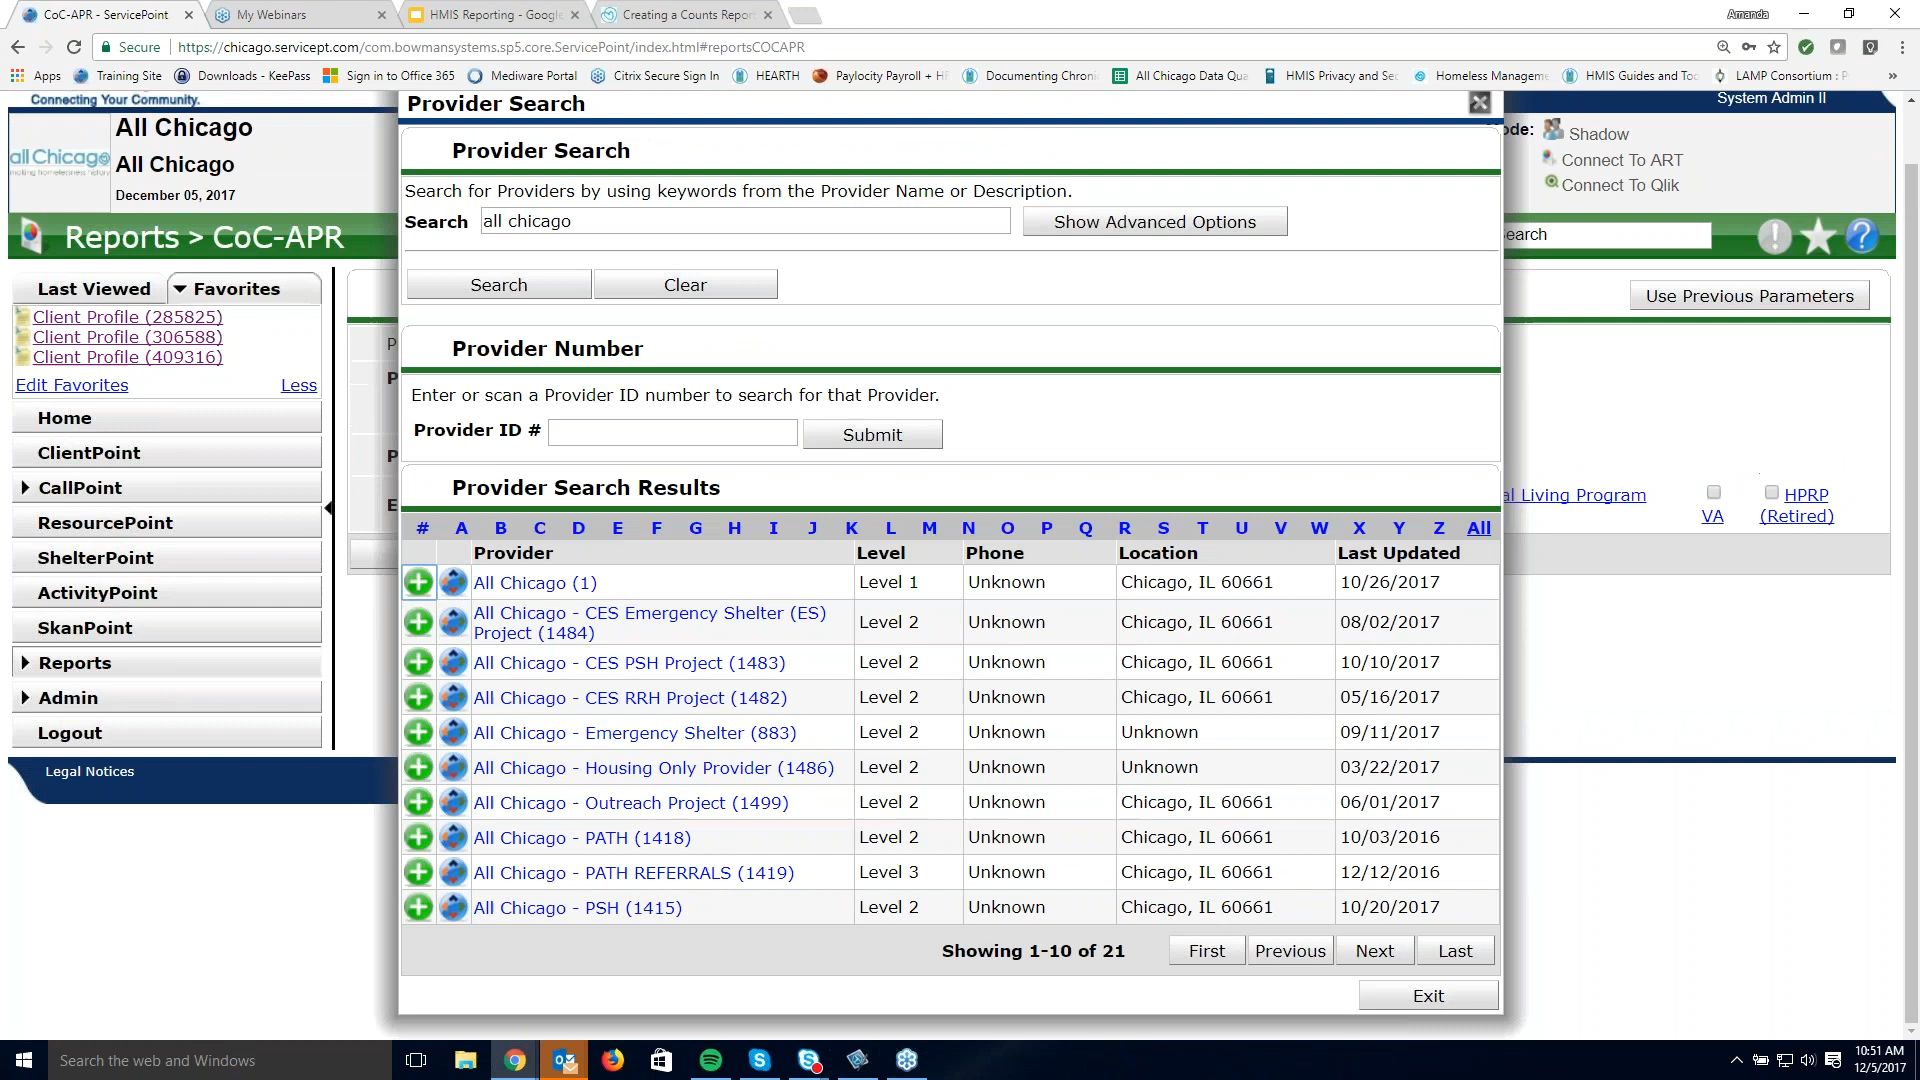 CoC-APR - ServicePoint
My Webinars
HMIS Reporting - Google
Creating a Counts Repor
Amanda
Secure
https://chicago.servicept.com/com.bowmansystems.sp5.core.ServicePoint/index.html#reportsCOCAPR
Apps
Training Site
Downloads - KeePass
Sign in to Office 365
Mediware Portal
Citrix Secure Sign In
HEARTH
Paylocity Payroll + H
Documenting Chroni
All Chicago Data Qua
HMIS Privacy and Sec
Homeless Manageme
HMIS Guides and Too
LAMP Consortium : P
Connecting Your Community.
System Admin II
all Chicago
making homelessness history
All Chicago
All Chicago
December 05, 2017
ode:
Shadow
Connect To ART
Connect To Qlik
Reports > CoC-APR
earch
Last Viewed
Favorites
Client Profile (285825)
Client Profile (306588)
Client Profile (409316)
Edit Favorites
Less
Home
ClientPoint
CallPoint
ResourcePoint
ShelterPoint
ActivityPoint
SkanPoint
Reports
Admin
Logout
Legal Notices
Use Previous Parameters
P
P
P
E
al Living Program
VA
HPRP
(Retired)
Provider Search
Provider Search
Search for Providers by using keywords from the Provider Name or Description.
Search
all chicago
Show Advanced Options
Search
Clear
Provider Number
Enter or scan a Provider ID number to search for that Provider.
Provider ID #
Submit
Provider Search Results
# A B C D E F G H I J K L M N O P Q R S T U V W X Y Z All
Provider Level Phone Location Last Updated
All Chicago (1) Level 1 Unknown Chicago, IL 60661 10/26/2017
All Chicago - CES Emergency Shelter (ES)
Project (1484) Level 2 Unknown Chicago, IL 60661 08/02/2017
All Chicago - CES PSH Project (1483) Level 2 Unknown Chicago, IL 60661 10/10/2017
All Chicago - CES RRH Project (1482) Level 2 Unknown Chicago, IL 60661 05/16/2017
All Chicago - Emergency Shelter (883) Level 2 Unknown Unknown 09/11/2017
All Chicago - Housing Only Provider (1486) Level 2 Unknown Unknown 03/22/2017
All Chicago - Outreach Project (1499) Level 2 Unknown Chicago, IL 60661 06/01/2017
All Chicago - PATH (1418) Level 2 Unknown Chicago, IL 60661 10/03/2016
All Chicago - PATH REFERRALS (1419) Level 3 Unknown Chicago, IL 60661 12/12/2016
All Chicago - PSH (1415) Level 2 Unknown Chicago, IL 60661 10/20/2017
Showing 1-10 of 21
First
Previous
Next
Last
Exit
Search the web and Windows
10:51 AM
12/5/2017